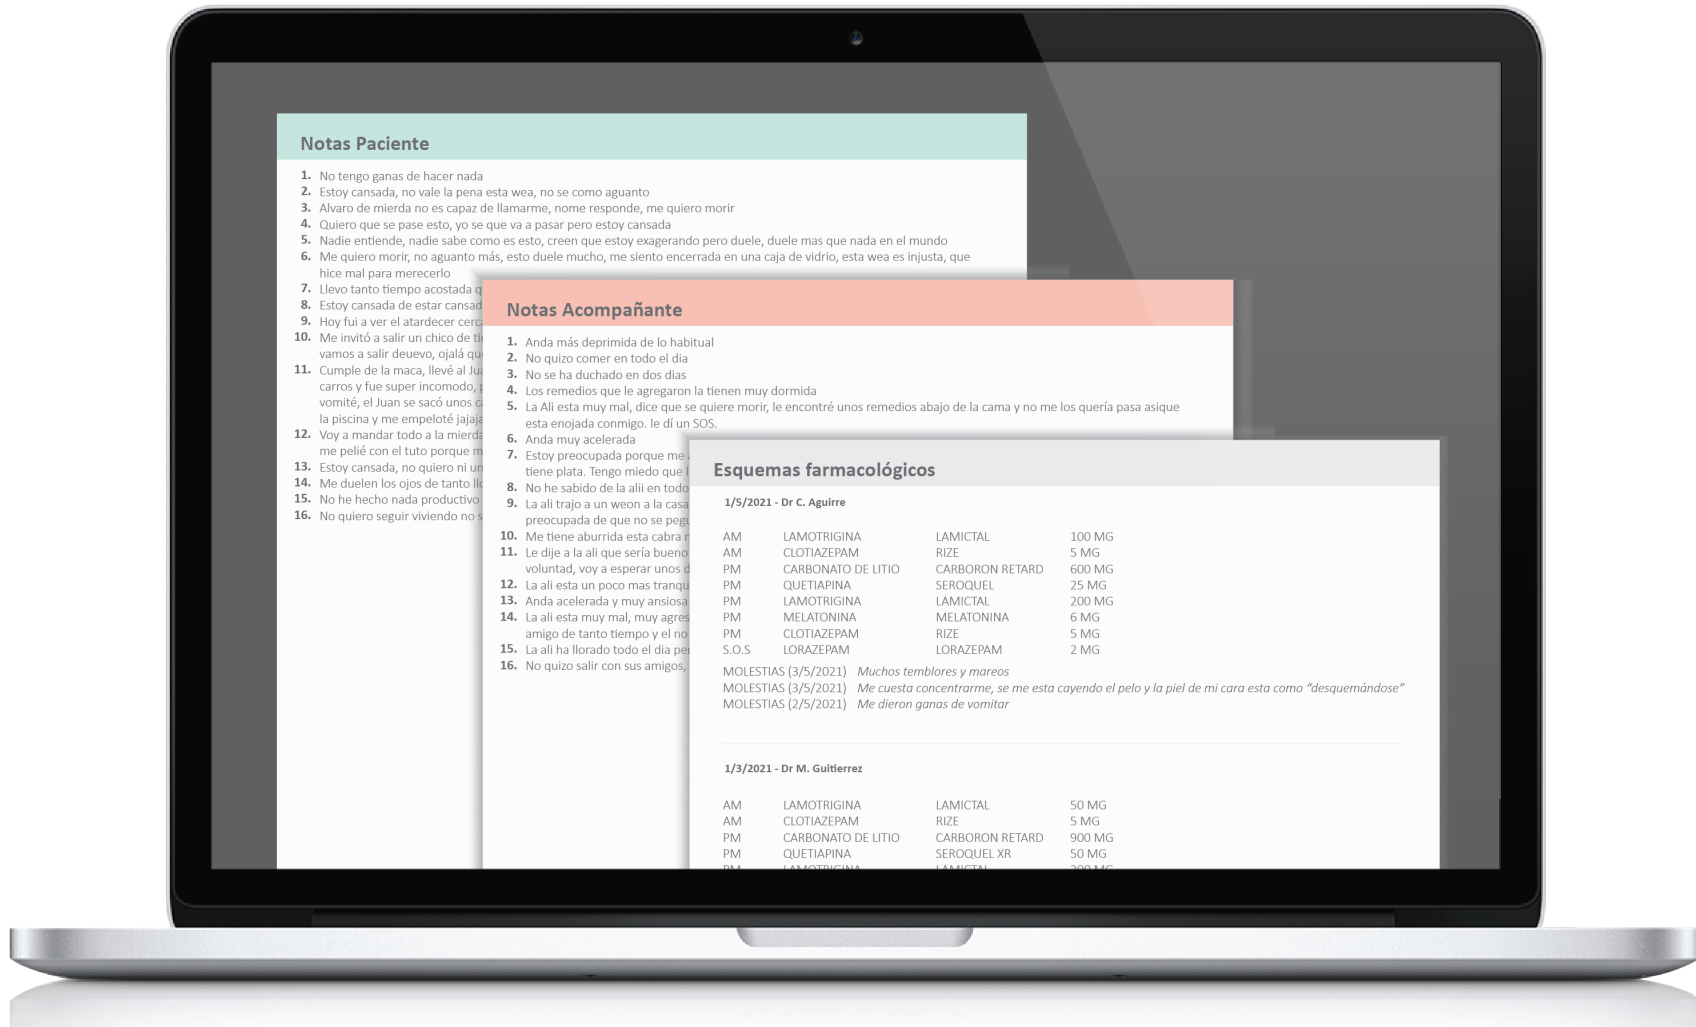 Notas Paciente
1. No tengo ganas de hacer nada
2. Estoy cansada, no vale la pena esta wea, no se como aguanto
3. Alvaro de mierda no es capaz de llamarme, nome responde, me quiero morir
4. Quiero que se pase esto, yo se que va a pasar pero estoy cansada
5. Nadie entiende, nadie sabe como es esto, creen que estoy exagerando pero duele, duele mas que nada en el mundo
6. Me quiero morir, no aguanto más, esto duele mucho, me siento encerrada en una caja de vidrio, esta wea es injusta, que
hice mal para merecerlo
7. Llevo tanto tiempo acostada
8. Estoy cansada de estar
9. Hoy fui a ver el atardecer
10. Me invitó a salir un chico de
vamos a salir deuevo, ojalá
11. Cumple de la maca, llevé al
carros y fue super incomodo,
vomité, el Juan se sacó unos
la piscina y me empeloté
12. Voy a mandar todo a la mierda
me pelié con el tuto porque
13. Estoy cansada, no quiero ni
14. Me duelen los ojos de tanto
15. No he hecho nada productivo
16. No quiero seguir viviendo no
Notas Acompañante
1. Anda más deprimida de lo habitual
2. No quizo comer en todo el dia
3. No se ha duchado en dos dias
4. Los remedios que le agregaron la tienen muy dormida
5. La Ali esta muy mal, dice que se quiere morir, le encontré unos remedios abajo de la cama y no me los quería pasa asique
esta enojada conmigo. le dí un SOS.
6. Anda muy acelerada
7. Estoy preocupada porque me
tiene plata. Tengo miedo que
8. No he sabido de la alii en todo
9. La ali trajo a un weon a la casa
preocupada de que no se
10. Me tiene aburrida esta cabra
11. Le dije a la ali que sería bueno
voluntad, voy a esperar unos
12. La ali esta un poco mas
13. Anda acelerada y muy ansiosa
14. La ali esta muy mal, muy
amigo de tanto tiempo y el no
15. La ali ha llorado todo el dia
16. No quizo salir con sus amigos,
Esquemas farmacológicos
1/5/2021 - Dr C. Aguirre
AM LAMOTRIGINA LAMICTAL 100 MG
AM CLOTIAZEPAM RIZE 5 MG
PM CARBONATO DE LITIO CARBORON RETARD 600 MG
PM QUETIAPINA SEROQUEL 25 MG
PM LAMOTRIGINA LAMICTAL 200 MG
PM MELATONINA MELATONINA 6 MG
PM CLOTIAZEPAM RIZE 5 MG
S.O.S LORAZEPAM LORAZEPAM 2 MG
MOLESTIAS (3/5/2021) Muchos temblores y mareos
MOLESTIAS (3/5/2021) Me cuesta concentrarme, se me esta cayendo el pelo y la piel de mi cara esta como “desquemándose”
MOLESTIAS (2/5/2021) Me dieron ganas de vomitar
1/3/2021 - Dr M. Guitierrez
AM LAMOTRIGINA LAMICTAL 50 MG
AM CLOTIAZEPAM RIZE 5 MG
PM CARBONATO DE LITIO CARBORON RETARD 900 MG
PM QUETIAPINA SEROQUEL XR 50 MG